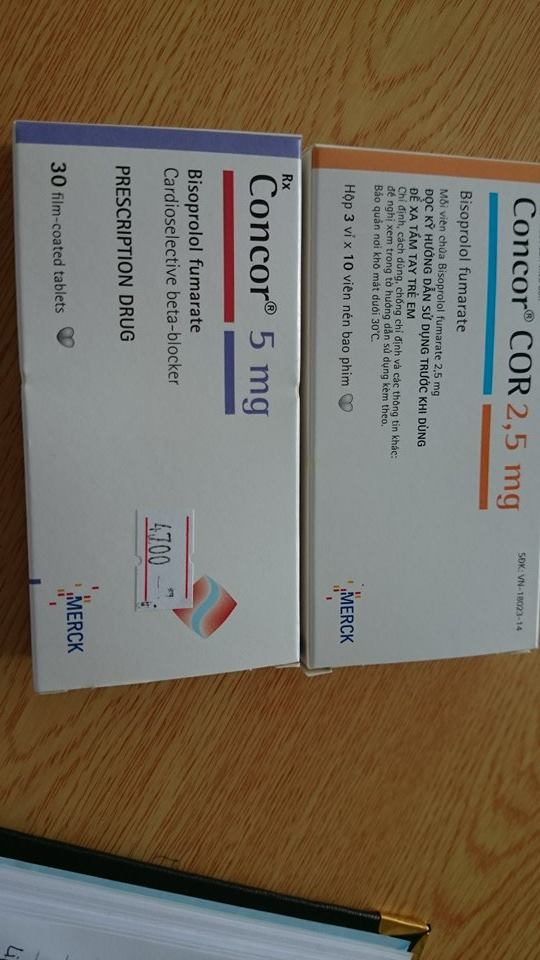 Concor® COR 2,5 mg
SĐK: VN-18023-14
Bisoprolol fumarate
Mỗi viên chứa Bisoprolol fumarate 2,5 mg
ĐỌC KỸ HƯỚNG DẪN SỬ DỤNG TRƯỚC KHI DÙNG
ĐỂ XA TẦM TAY TRẺ EM
Chỉ định, cách dùng, chống chỉ định và các thông tin khác:
đề nghị xem trong tờ hướng dẫn sử dụng kèm theo.
Bảo quản nơi khô mát dưới 30°C.
Hộp 3 vỉ x 10 viên nén bao phim
MERCK
Rx
Concor® 5 mg
Bisoprolol fumarate
Cardioselective beta-blocker
PRESCRIPTION DRUG
30 film-coated tablets
4700
MERCK